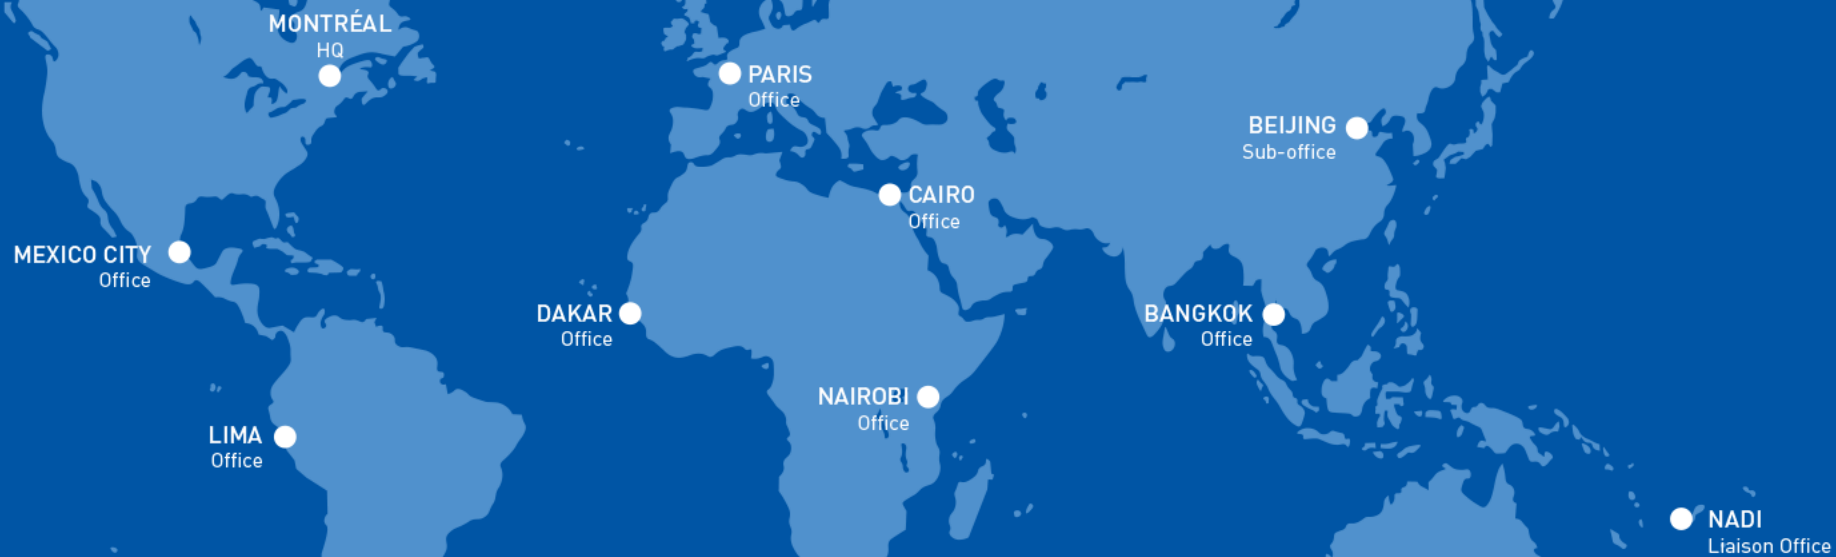 MONTRÉAL
HQ
PARIS
Office
BEIJING
Sub-office
CAIRO
Office
MEXICO CITY
Office
DAKAR
Office
BANGKOK
Office
NAIROBI
Office
LIMA
Office
NADI
Liaison Office